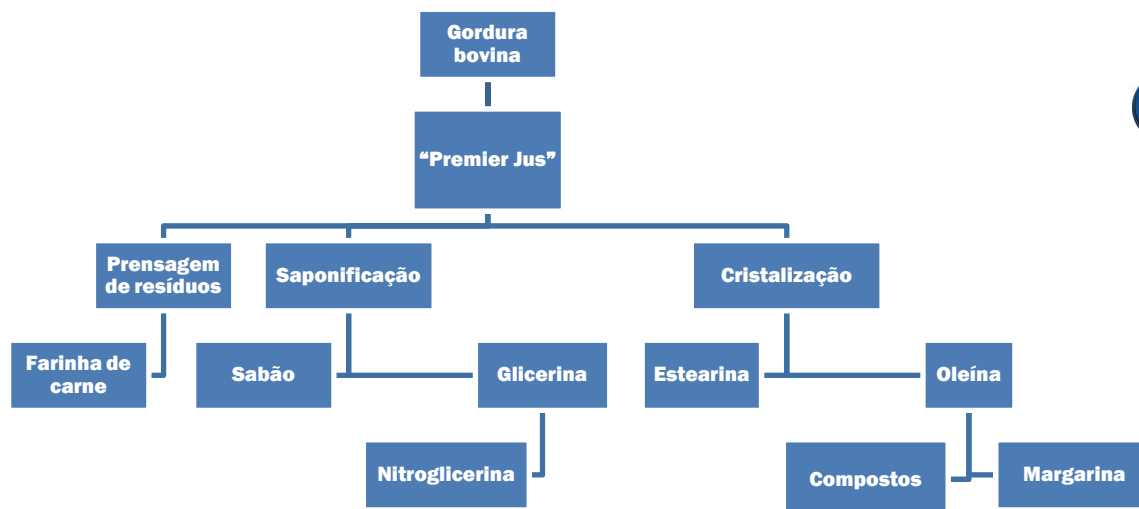 Gordura
bovina
“Premier Jus”
Prensagem
de resíduos
Saponificação
Cristalização
Farinha de
carne
Sabão
Glicerina
Estearina
Oleína
Nitroglicerina
Compostos
Margarina